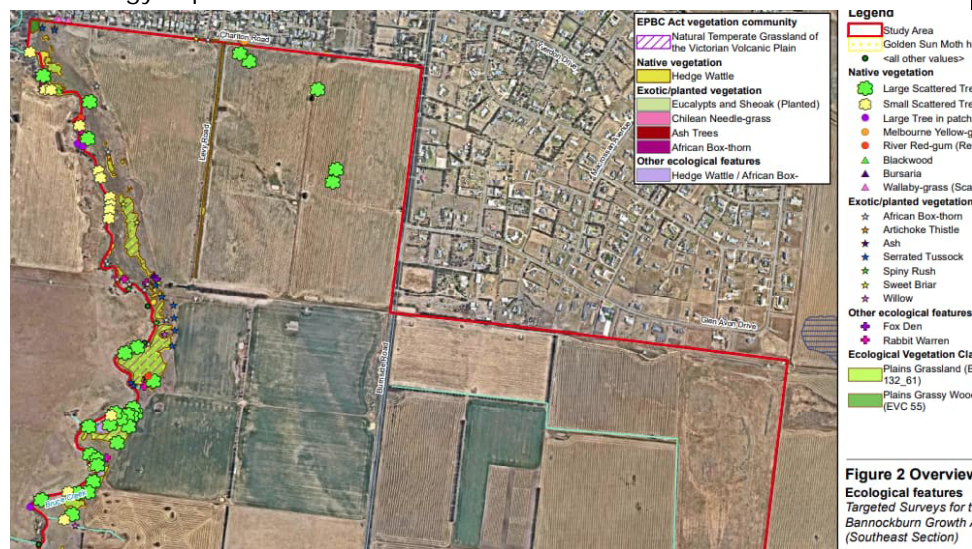 Charlton Road
Levy Road
Burnside Road
Glen Avon Drive
Bruce Creek
EPBC Act vegetation community
Natural Temperate Grassland of
the Victorian Volcanic Plain
Native vegetation
Hedge Wattle
Exotic/planted vegetation
Eucalypts and Sheoak (Planted)
Chilean Needle-grass
Ash Trees
African Box-thorn
Other ecological features
Hedge Wattle / African Box-
Legend
Study Area
Golden Sun Moth h
<all other values>
Native vegetation
Large Scattered Tre
Small Scattered Tre
Large Tree in patch
Melbourne Yellow-g
River Red-gum (Re
Blackwood
Bursaria
Wallaby-grass (Sca
Exotic/planted vegetation
African Box-thorn
Artichoke Thistle
Ash
Serrated Tussock
Spiny Rush
Sweet Briar
Willow
Other ecological features
Fox Den
Rabbit Warren
Ecological Vegetation Cla
Plains Grassland (E
132_61)
Plains Grassy Wood
(EVC 55)
Figure 2 Overview
Ecological features
Targeted Surveys for t
Bannockburn Growth A
(Southeast Section)